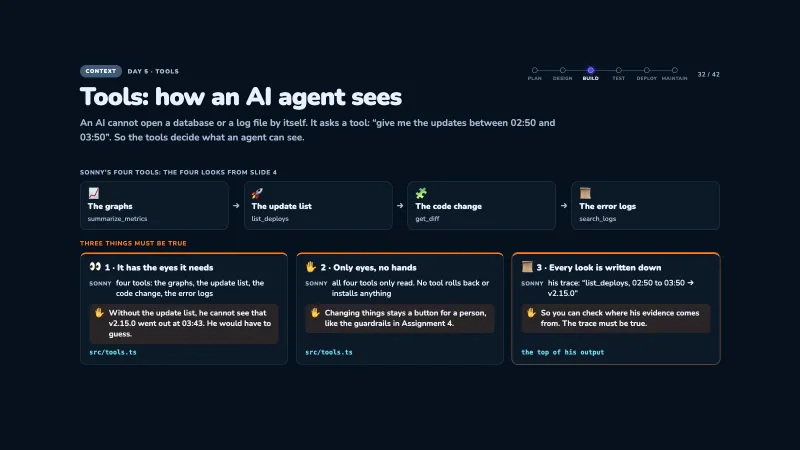 CONTEXT DAY 5 · TOOLS
PLAN DESIGN BUILD TEST DEPLOY MAINTAIN 32 / 42
Tools: how an AI agent sees
An AI cannot open a database or a log file by itself. It asks a tool: “give me the updates between 02:50 and
03:50”. So the tools decide what an agent can see.
SONNY'S FOUR TOOLS: THE FOUR LOOKS FROM SLIDE 4
The graphs
summarize_metrics
→
The update list
list_deploys
→
The code change
get_diff
→
The error logs
search_logs
THREE THINGS MUST BE TRUE
1 · It has the eyes it needs
SONNY four tools: the graphs, the update list, the
code change, the error logs
Without the update list, he cannot see that
v2.15.0 went out at 03:43. He would have to
guess.
src/tools.ts
2 · Only eyes, no hands
SONNY all four tools only read. No tool rolls back or
installs anything
Changing things stays a button for a person,
like the guardrails in Assignment 4.
src/tools.ts
3 · Every look is written down
SONNY his trace: “list_deploys, 02:50 to 03:50 →
v2.15.0”
So you can check where his evidence comes
from. The trace must be true.
the top of his output